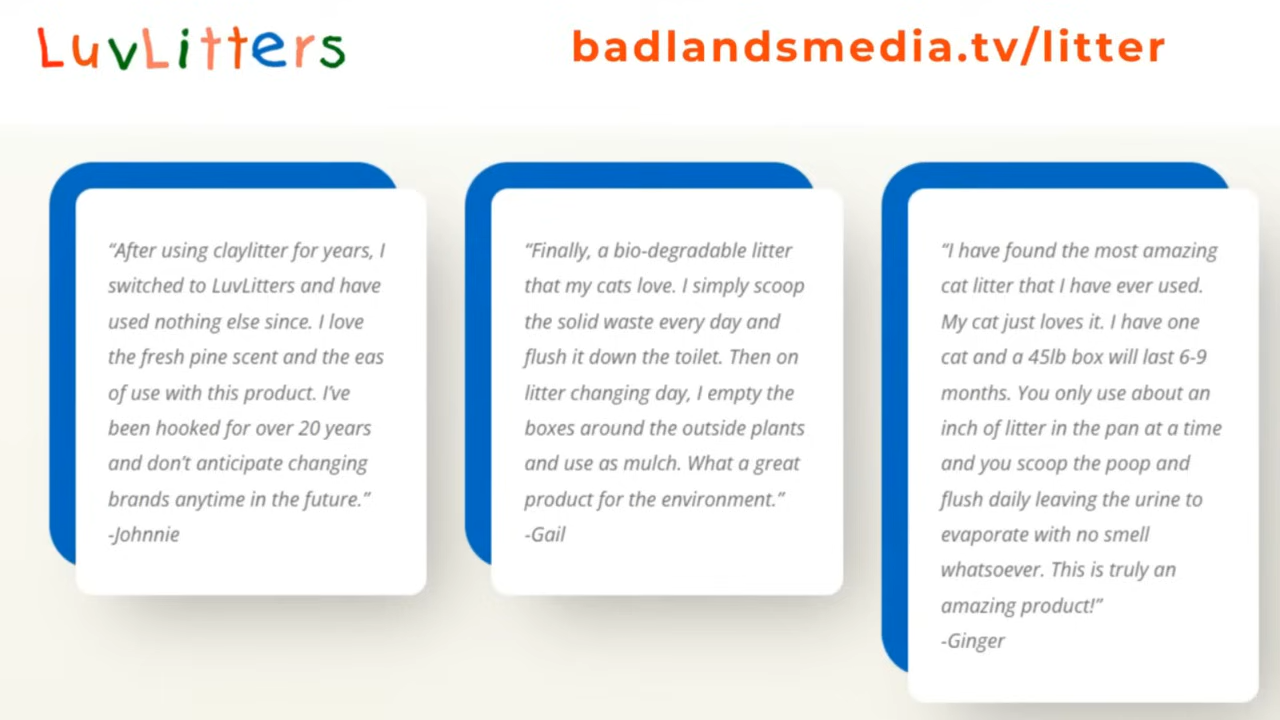 LuvLitters
badlandsmedia.tv/litter
“After using claylitter for years, I
switched to LuvLitters and have
used nothing else since. I love
the fresh pine scent and the eas
of use with this product. I’ve
been hooked for over 20 years
and don’t anticipate changing
brands anytime in the future.”
-Johnnie
“Finally, a bio-degradable litter
that my cats love. I simply scoop
the solid waste every day and
flush it down the toilet. Then on
litter changing day, I empty the
boxes around the outside plants
and use as mulch. What a great
product for the environment.”
-Gail
“I have found the most amazing
cat litter that I have ever used.
My cat just loves it. I have one
cat and a 45lb box will last 6-9
months. You only use about an
inch of litter in the pan at a time
and you scoop the poop and
flush daily leaving the urine to
evaporate with no smell
whatsoever. This is truly an
amazing product!”
-Ginger